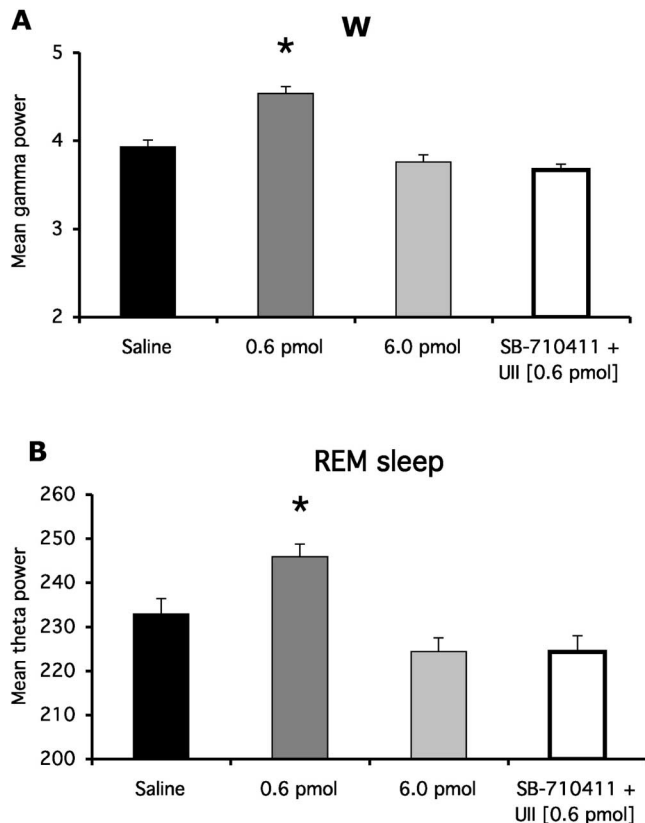 A
W
*
5
4
3
2
Mean gamma power
Saline
0.6 pmol
6.0 pmol
SB-710411 +
UII [0.6 pmol]
B
REM sleep
*
260
250
240
230
220
210
200
Mean theta power
Saline
0.6 pmol
6.0 pmol
SB-710411 +
UII [0.6 pmol]